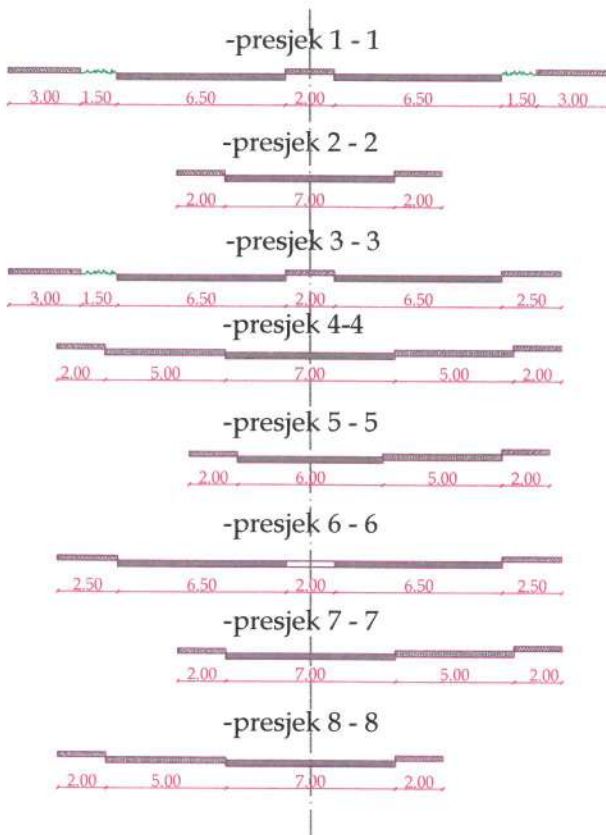 -presjek 1 - 1
3.00 1.50 6.50 2.00 6.50 1.50 3.00
-presjek 2 - 2
2.00 7.00 2.00
-presjek 3 - 3
3.00 1.50 6.50 2.00 6.50 2.50
-presjek 4-4
2.00 5.00 7.00 5.00 2.00
-presjek 5 - 5
2.00 6.00 5.00 2.00
-presjek 6 - 6
2.50 6.50 2.00 6.50 2.50
-presjek 7 - 7
2.00 7.00 5.00 2.00
-presjek 8 - 8
2.00 5.00 7.00 2.00